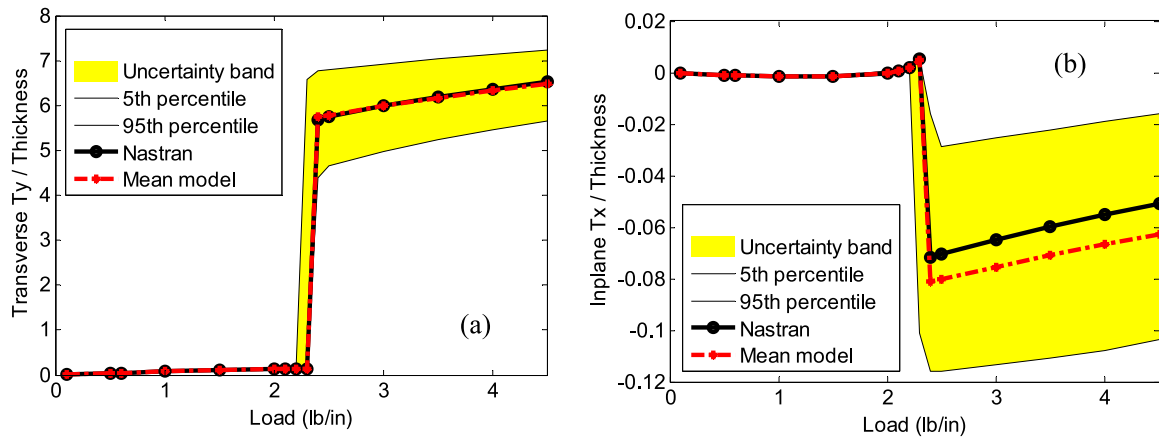 8
7
6
5
4
3
2
1
0
Transverse Ty / Thickness
Uncertainty band
5th percentile
95th percentile
Nastran
Mean model
(a)
0 1 2 3 4
Load (lb/in)
0.02
0
-0.02
-0.04
-0.06
-0.08
-0.1
-0.12
Inplane Tx / Thickness
(b)
Uncertainty band
5th percentile
95th percentile
Nastran
Mean model
0 1 2 3 4
Load (lb/in)